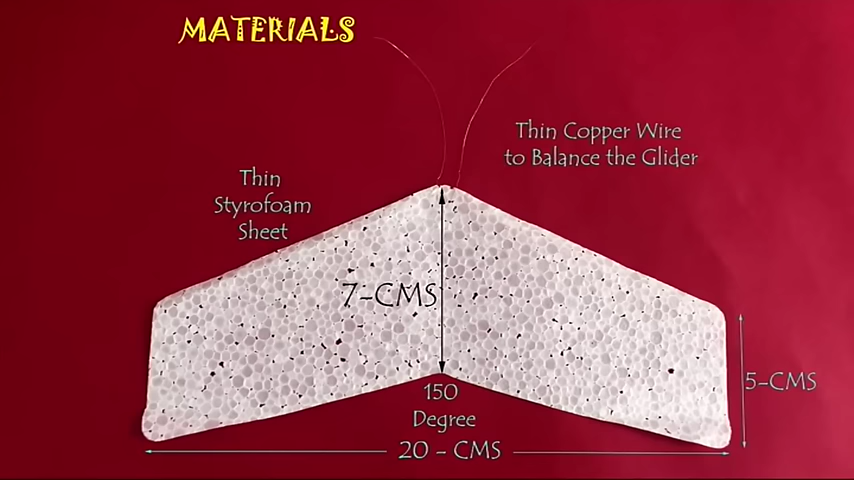 MATERIALS
Thin Copper Wire
to Balance the Glider
Thin
Styrofoam
Sheet
7-CMS
5-CMS
150
Degree
20 - CMS